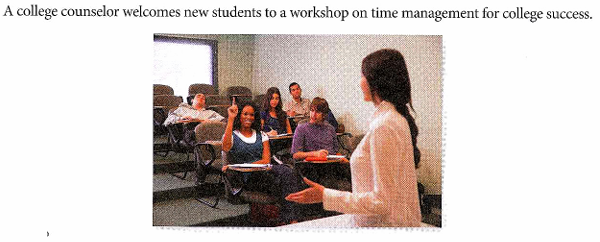 A college counselor welcomes new students to a workshop on time management for college success.